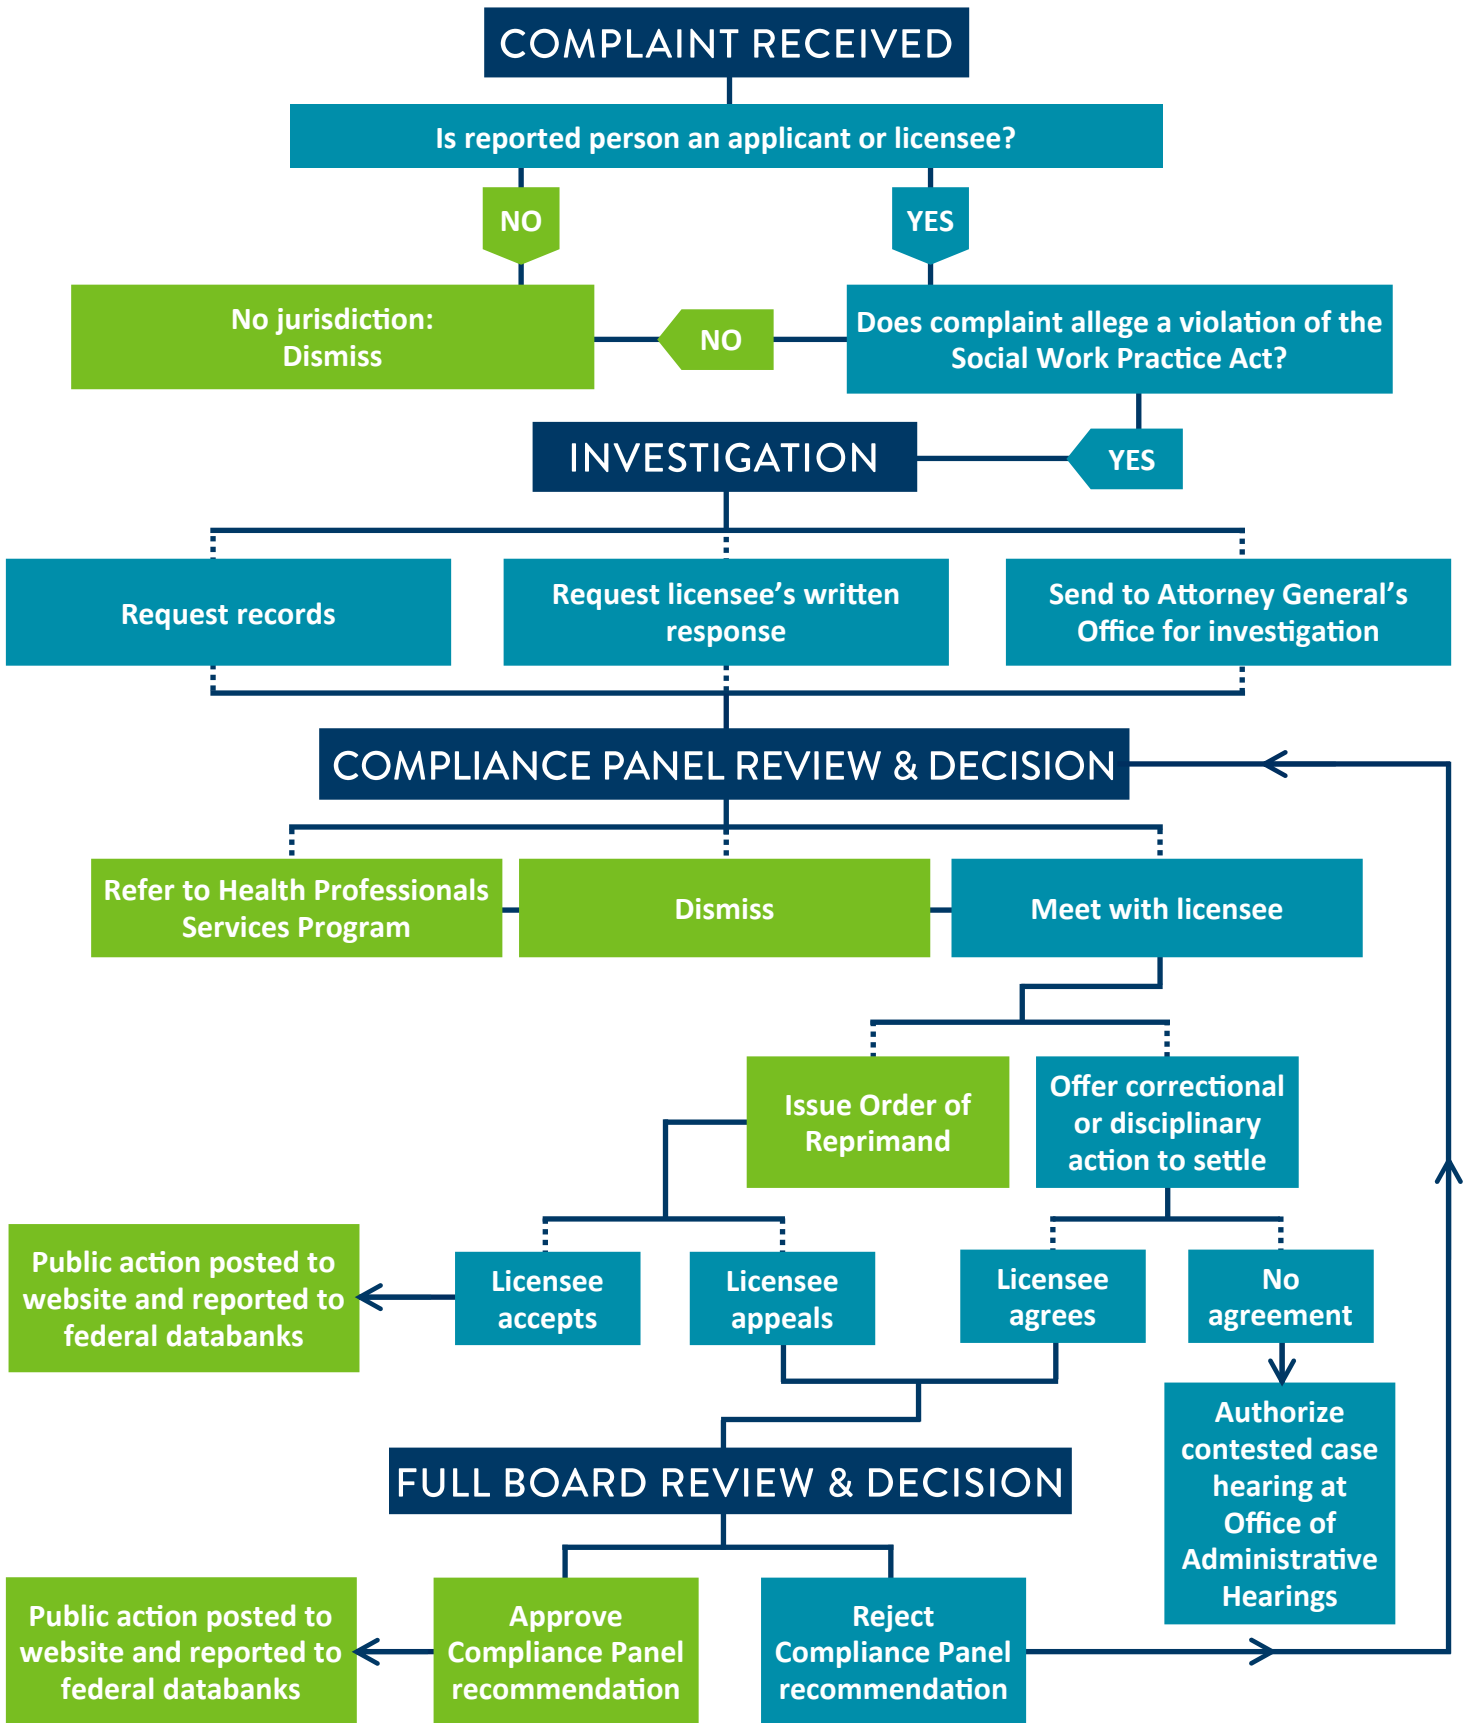 COMPLAINT RECEIVED
Is reported person an applicant or licensee?
NO
YES
No jurisdiction:
Dismiss
NO
Does complaint allege a violation of the
Social Work Practice Act?
INVESTIGATION
YES
Request records
Request licensee's written
response
Send to Attorney General's
Office for investigation
COMPLIANCE PANEL REVIEW & DECISION
Refer to Health Professionals
Services Program
Dismiss
Meet with licensee
Issue Order of
Reprimand
Offer correctional
or disciplinary
action to settle
Public action posted to
website and reported to
federal databanks
Licensee
accepts
Licensee
appeals
Licensee
agrees
No
agreement
Authorize
contested case
hearing at
Office of
Administrative
Hearings
FULL BOARD REVIEW & DECISION
Public action posted to
website and reported to
federal databanks
Approve
Compliance Panel
recommendation
Reject
Compliance Panel
recommendation